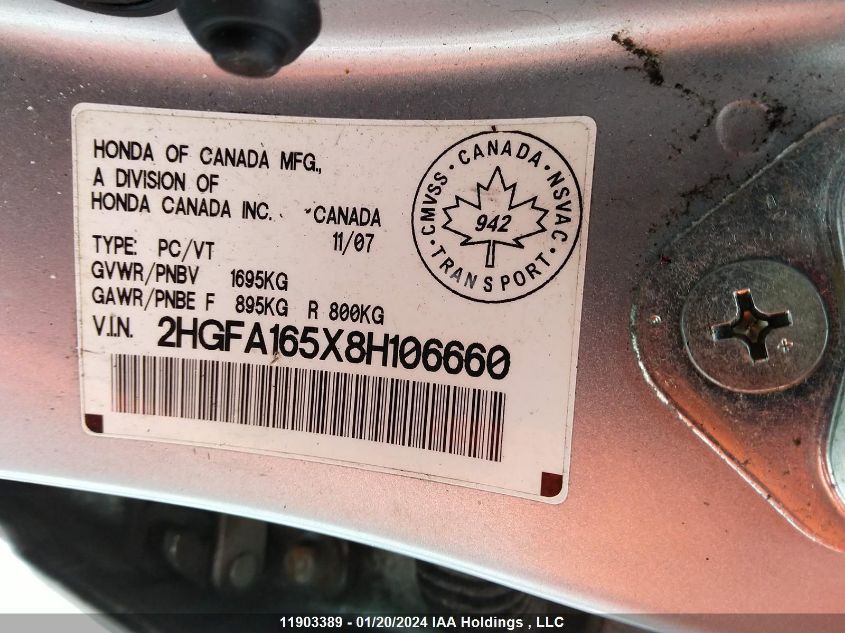 HONDA OF CANADA MFG.,
A DIVISION OF
HONDA CANADA INC. CANADA
11/07
TYPE: PC/VT
GVWR/PNBV 1695KG
GAWR/PNBE F 895KG R 800KG
V.I.N. 2HGFA165X8H106660
CMVSS · CANADA · NSVAC · TRANSPORT ·
942
11903389 - 01/20/2024 IAA Holdings , LLC